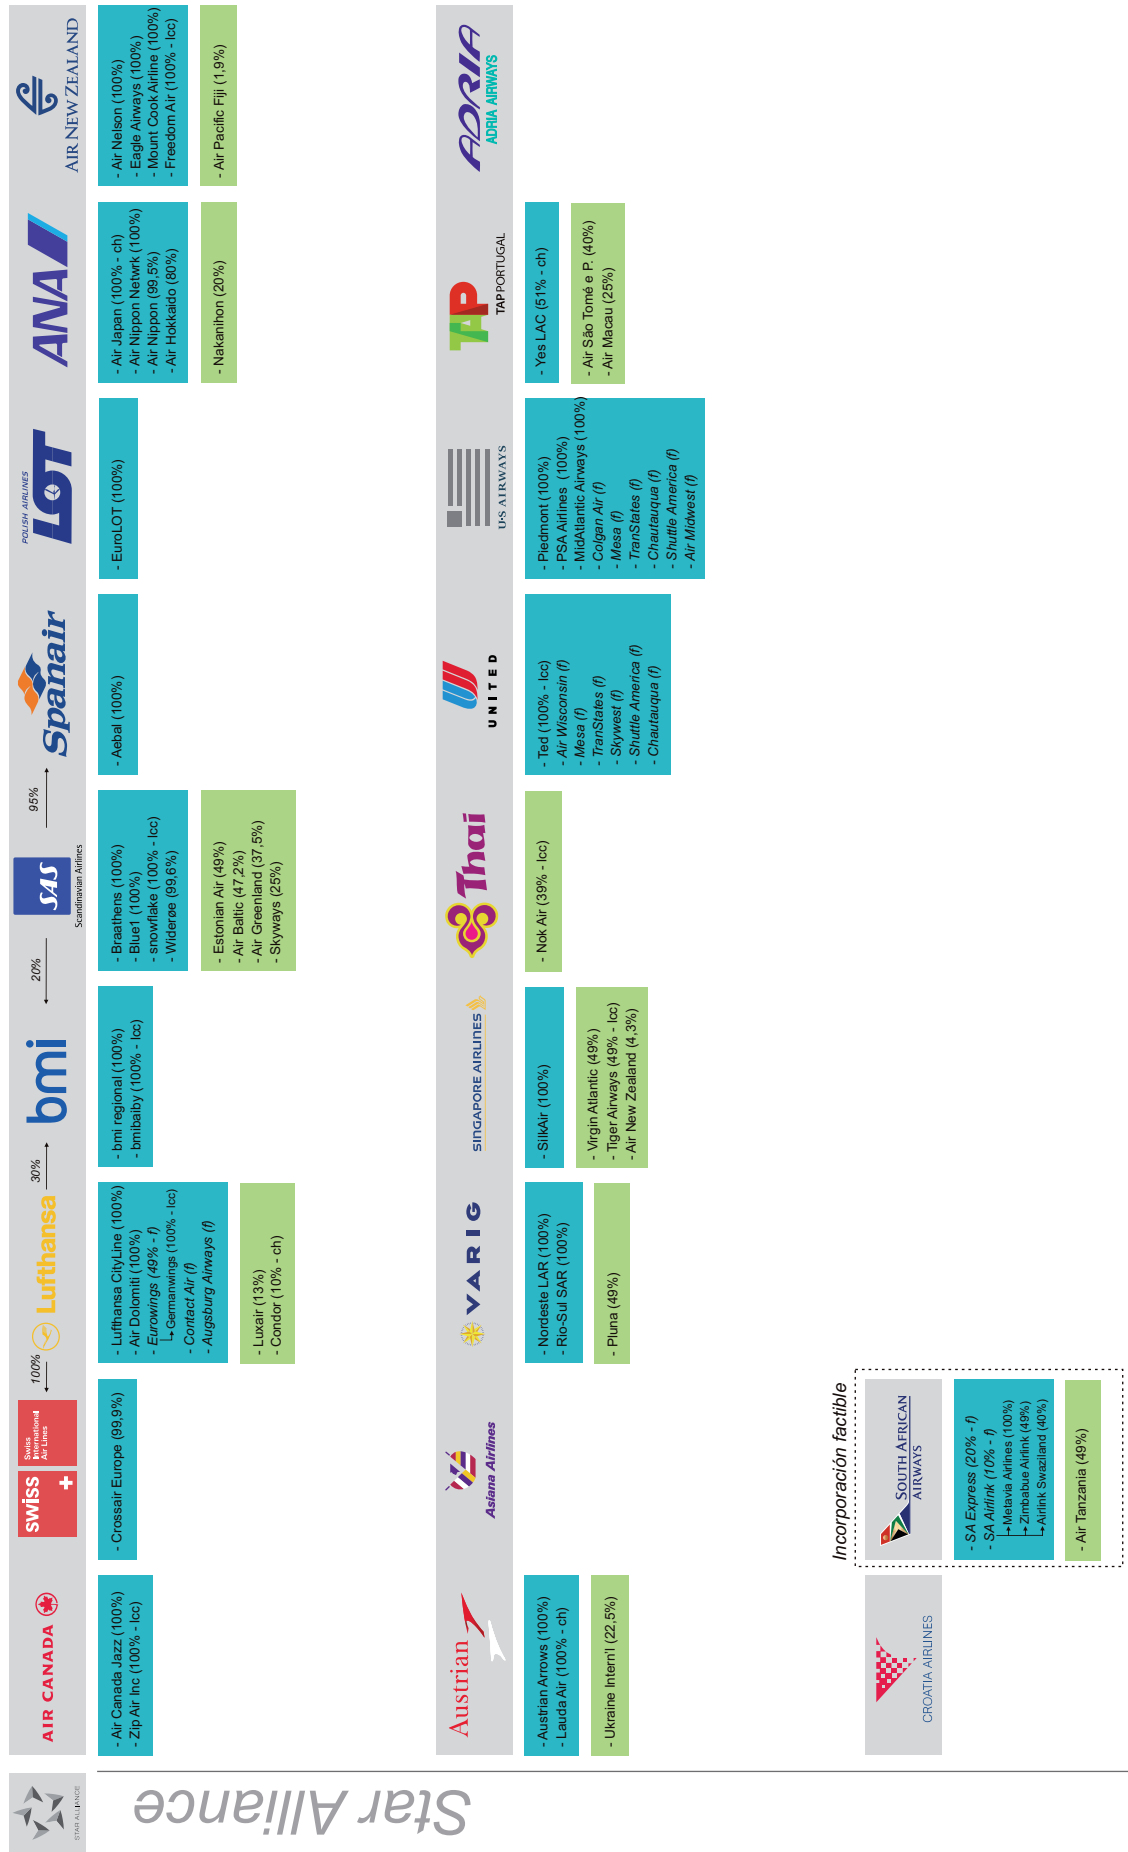 Star Alliance
STAR ALLIANCE
AIR CANADA
- Air Canada Jazz (100%)
- Zip Air Inc (100% - lcc)
swiss
Swiss
International
Air Lines
- Crossair Europe (99,9%)
100%
Lufthansa
- Lufthansa CityLine (100%)
- Air Dolomiti (100%)
- Eurowings (49% - f)
Germanwings (100% - lcc)
- Contact Air (f)
- Augsburg Airways (f)
- Luxair (13%)
- Condor (10% - ch)
30%
bmi
- bmi regional (100%)
- bmibaiby (100% - lcc)
20%
SAS
Scandinavian Airlines
- Braathens (100%)
- Blue1 (100%)
- snowflake (100% - lcc)
- Widerøe (99,6%)
- Estonian Air (49%)
- Air Baltic (47,2%)
- Air Greenland (37,5%)
- Skyways (25%)
95%
Spanair
- Aebal (100%)
POLISH AIRLINES
LOT
- EuroLOT (100%)
ANA
- Air Japan (100% - ch)
- Air Nippon Netwrk (100%)
- Air Nippon (99,5%)
- Air Hokkaido (80%)
- Nakanihon (20%)
AIR NEW ZEALAND
- Air Nelson (100%)
- Eagle Airways (100%)
- Mount Cook Airline (100%)
- Freedom Air (100% - lcc)
- Air Pacific Fiji (1,9%)
Austrian
- Austrian Arrows (100%)
- Lauda Air (100% - ch)
- Ukraine Intern'l (22,5%)
Asiana Airlines
VARIG
- Nordeste LAR (100%)
- Rio-Sul SAR (100%)
- Pluna (49%)
SINGAPORE AIRLINES
- SilkAir (100%)
- Virgin Atlantic (49%)
- Tiger Airways (49% - lcc)
- Air New Zealand (4,3%)
Thai
- Nok Air (39% - lcc)
UNITED
- Ted (100% - lcc)
- Air Wisconsin (f)
- Mesa (f)
- TranStates (f)
- Skywest (f)
- Shuttle America (f)
- Chautauqua (f)
U·S AIRWAYS
- Piedmont (100%)
- PSA Airlines (100%)
- MidAtlantic Airways (100%)
- Colgan Air (f)
- Mesa (f)
- TranStates (f)
- Chautauqua (f)
- Shuttle America (f)
- Air Midwest (f)
TAP
TAPPORTUGAL
- Yes LAC (51% - ch)
- Air São Tomé e P. (40%)
- Air Macau (25%)
ADRIA
ADRIA AIRWAYS
CROATIA AIRLINES
Incorporación factible
SOUTH AFRICAN
AIRWAYS
- SA Express (20% - f)
- SA Airlink (10% - f)
Metavia Airlines (100%)
Zimbabue Airlink (49%)
Airlink Swaziland (40%)
- Air Tanzania (49%)